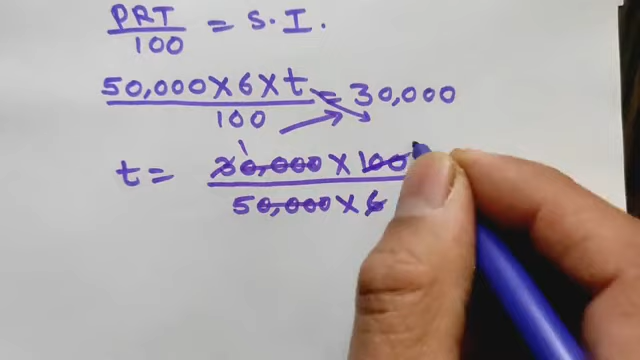 PRT/100 = S.I.
50,000×6×t/100 = 30,000
t = 30,000×100/50,000×6